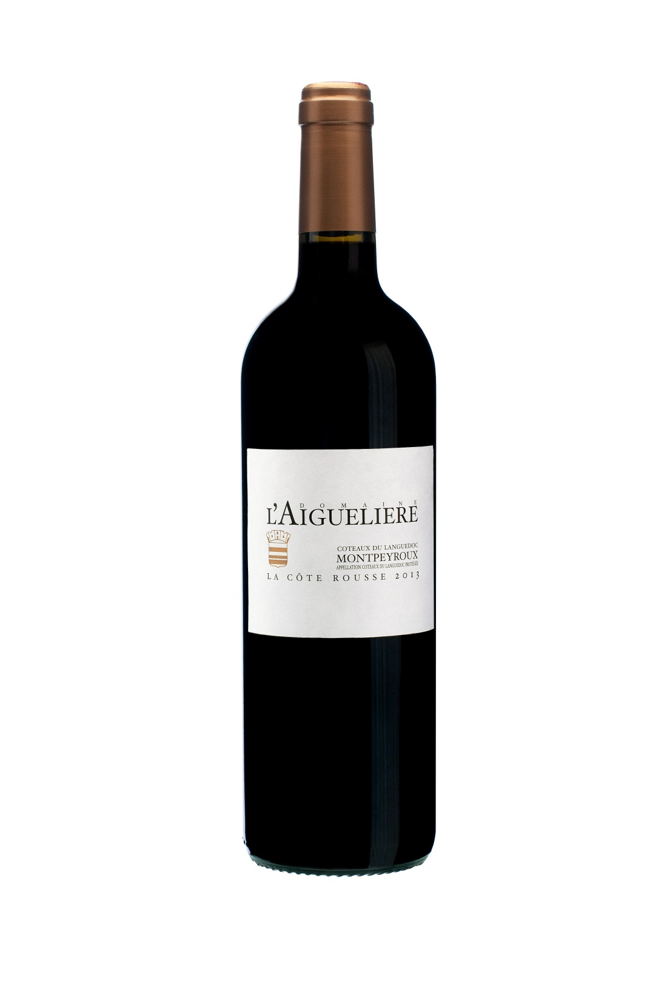 DOMAINE
L'AIGUELIERE
COTEAUX DU LANGUEDOC
MONTPEYROUX
APPELLATION COTEAUX DU LANGUEDOC PROTÉGÉE
LA CÔTE ROUSSE 2013